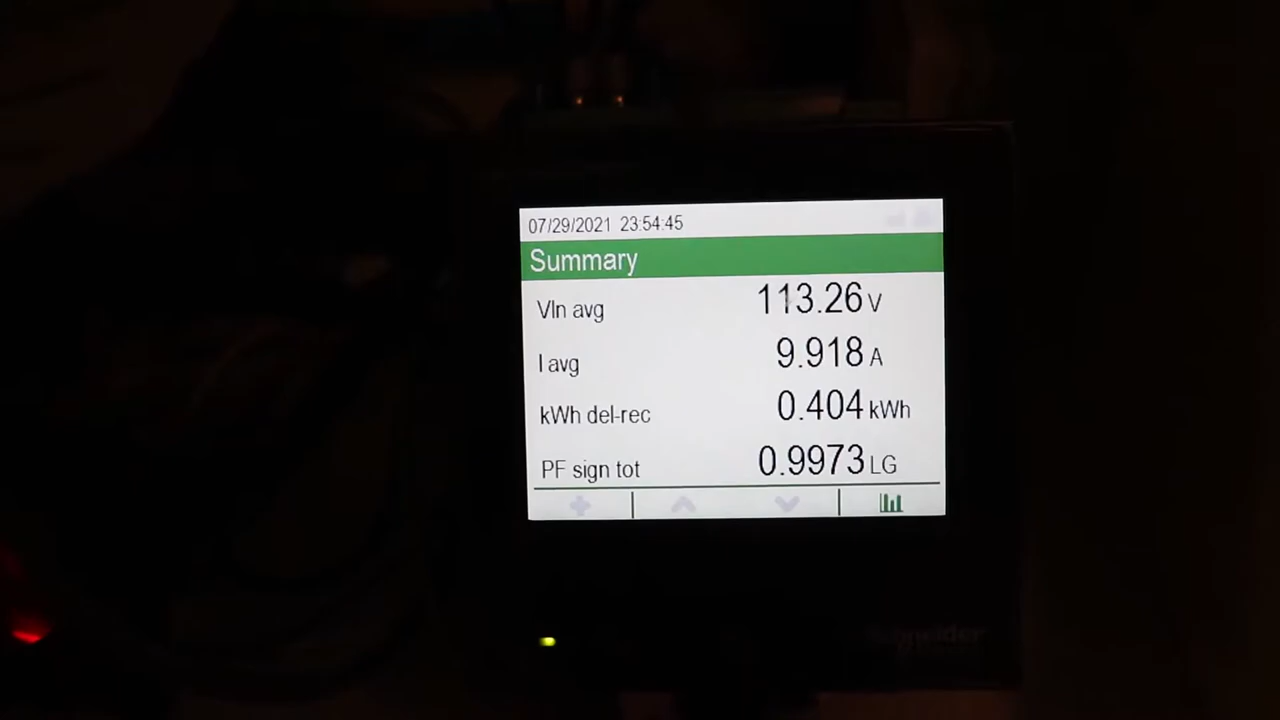 07/29/2021 23:54:45
Summary
Vln avg 113.26 V
I avg 9.918 A
kWh del-rec 0.404 kWh
PF sign tot 0.9973 LG
Schneider